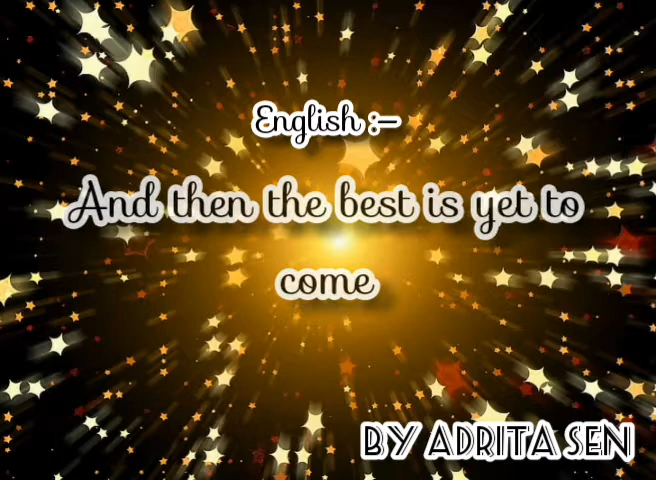 English :-
And then the best is yet to
come
BY ADRITA SEN